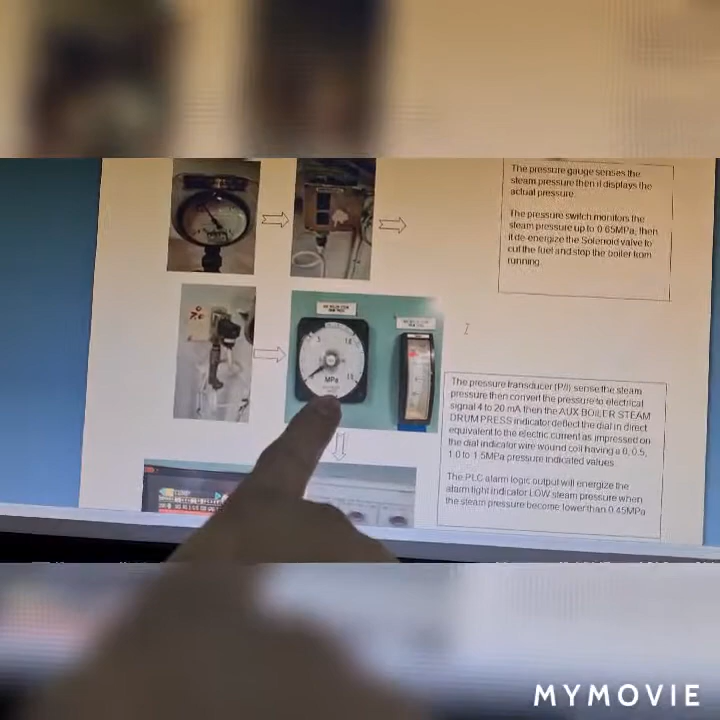 The pressure gauge senses the
steam pressure then it displays the
actual pressure.
The pressure switch monitors the
steam pressure up to 0.65MPa, then
it de-energize the Solenoid valve to
cut the fuel and stop the boiler from
running.
MPa
The pressure transducer (P/I) sense the steam
pressure then convert the pressure to electrical
signal 4 to 20 mA then the AUX BOILER STEAM
DRUM PRESS indicator deflect the dial in direct
equivalent to the electric current as impressed on
the dial indicator wire wound coil having a 0, 0.5,
1.0 to 1.5MPa pressure indicated values.
The PLC alarm logic output will energize the
alarm light indicator LOW steam pressure when
the steam pressure become lower than 0.45MPa
MYMOVIE